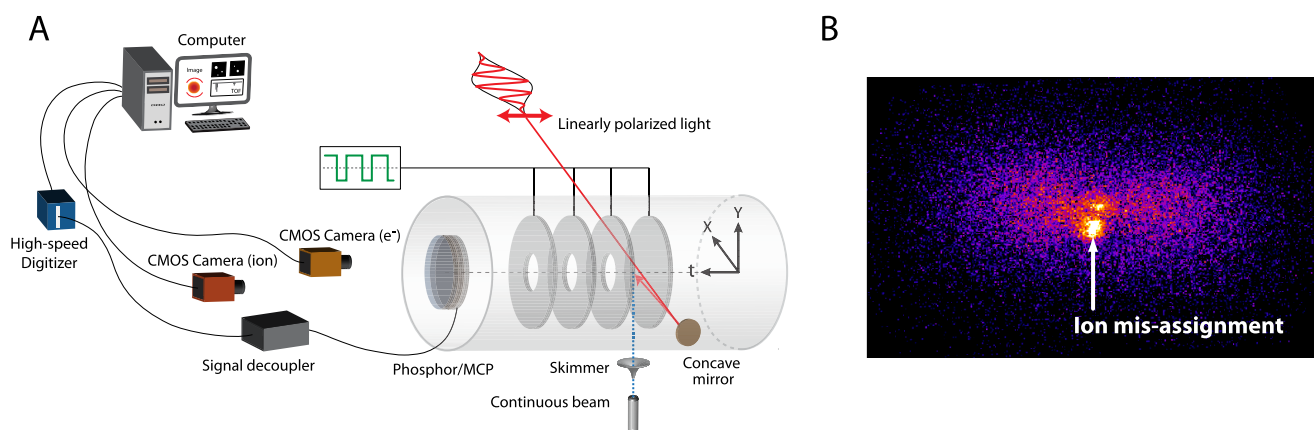 A
Computer
Image
TOF
Linearly polarized light
High-speed
Digitizer
CMOS Camera (ion)
CMOS Camera (e-)
Signal decoupler
Phosphor/MCP
Skimmer
Continuous beam
Concave
mirror
X
Y
t
B
Ion mis-assignment